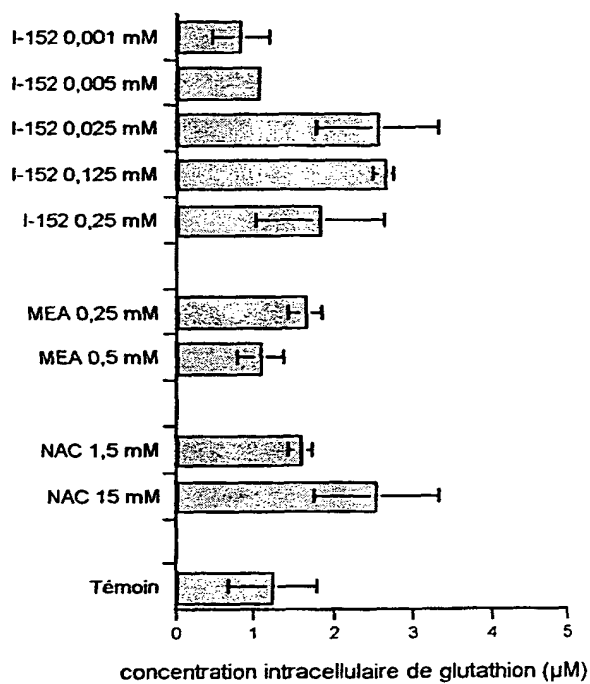 I-152 0,001 mM
I-152 0,005 mM
I-152 0,025 mM
I-152 0,125 mM
I-152 0,25 mM
MEA 0,25 mM
MEA 0,5 mM
NAC 1,5 mM
NAC 15 mM
Témoin
0 1 2 3 4 5
concentration intracellulaire de glutathion (µM)